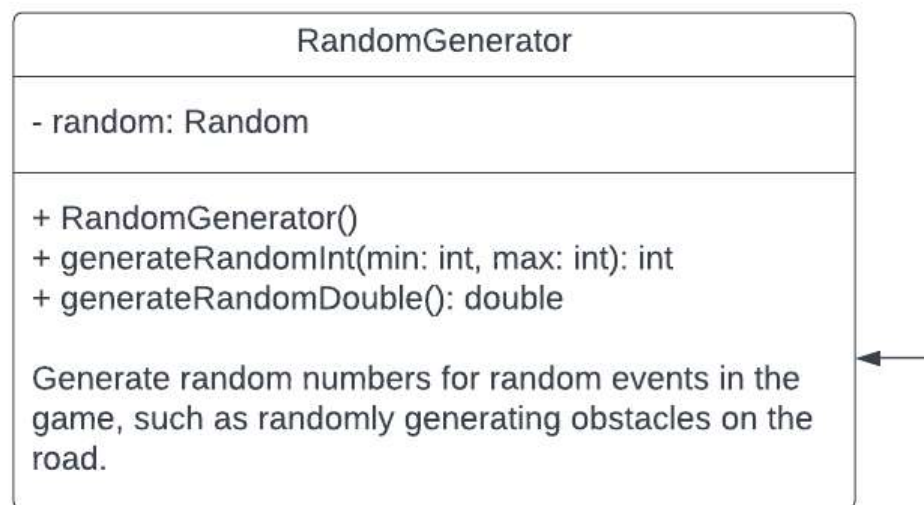 RandomGenerator
- random: Random
+ RandomGenerator()
+ generateRandomInt(min: int, max: int): int
+ generateRandomDouble(): double
Generate random numbers for random events in the
game, such as randomly generating obstacles on the
road.